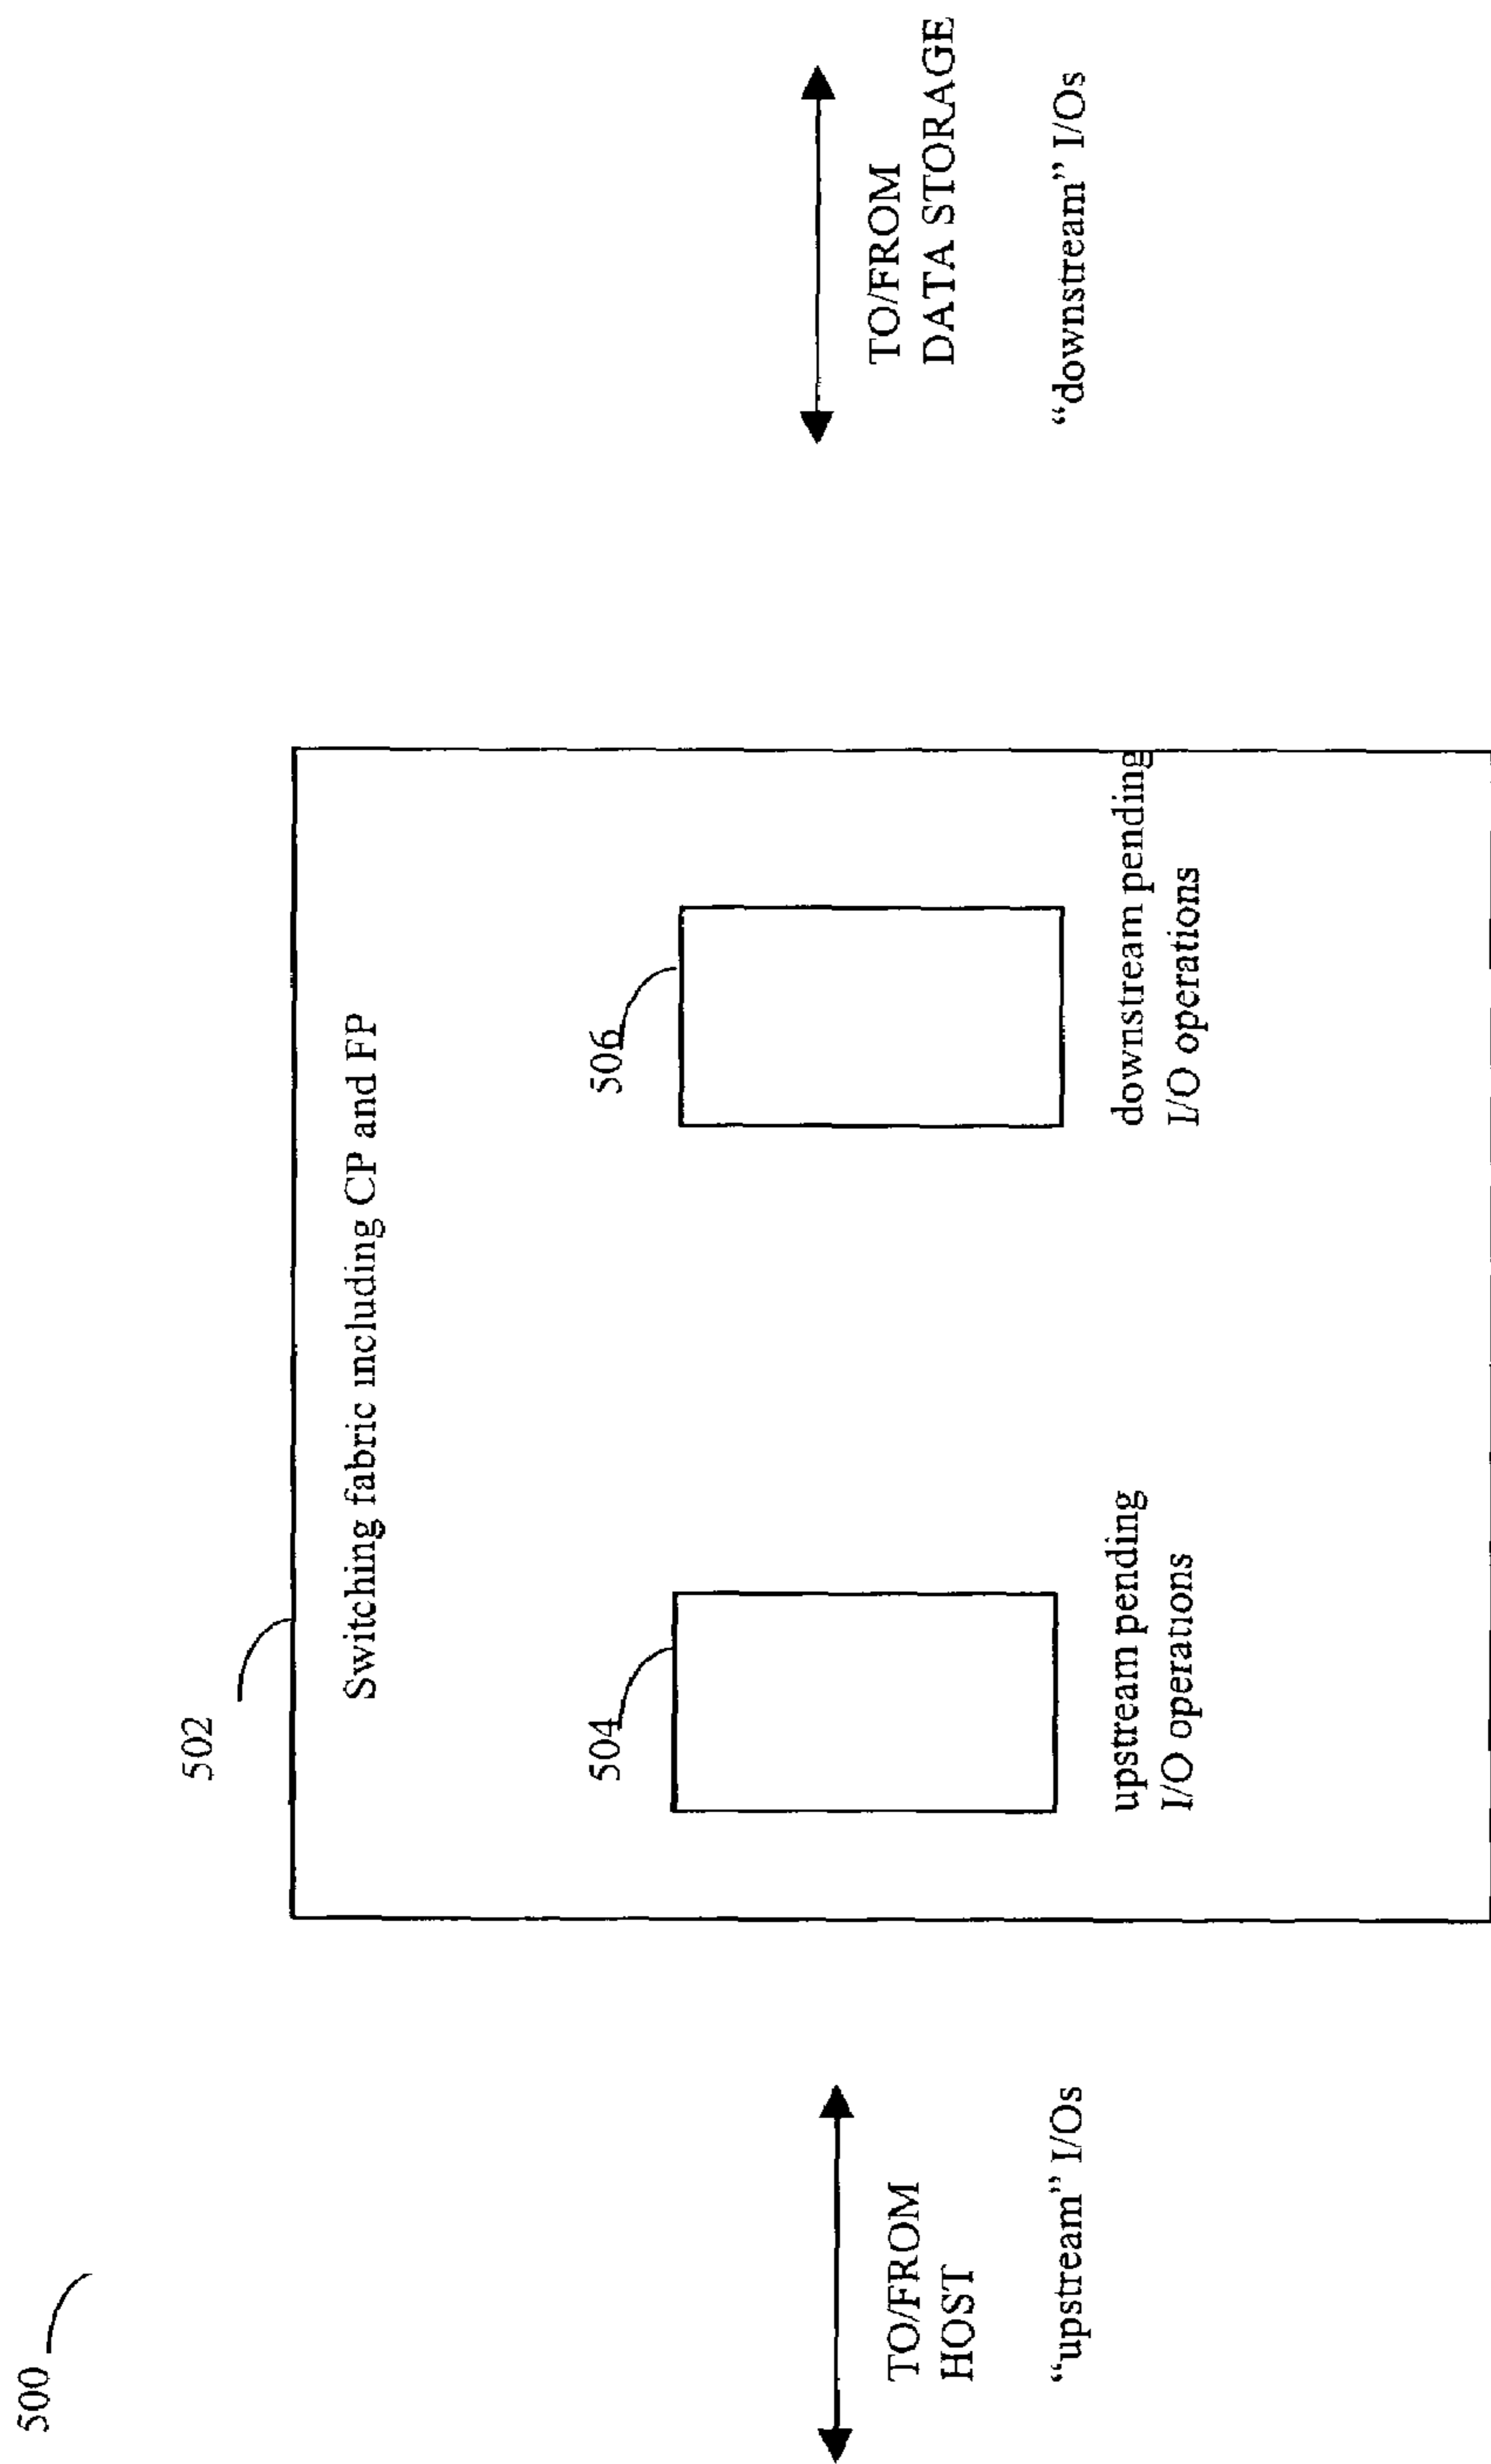 500
502
Switching fabric including CP and FP
504
506
TO/FROM
HOST
TO/FROM
DATA STORAGE
"upstream" I/Os
"downstream" I/Os
upstream pending
I/O operations
downstream pending
I/O operations